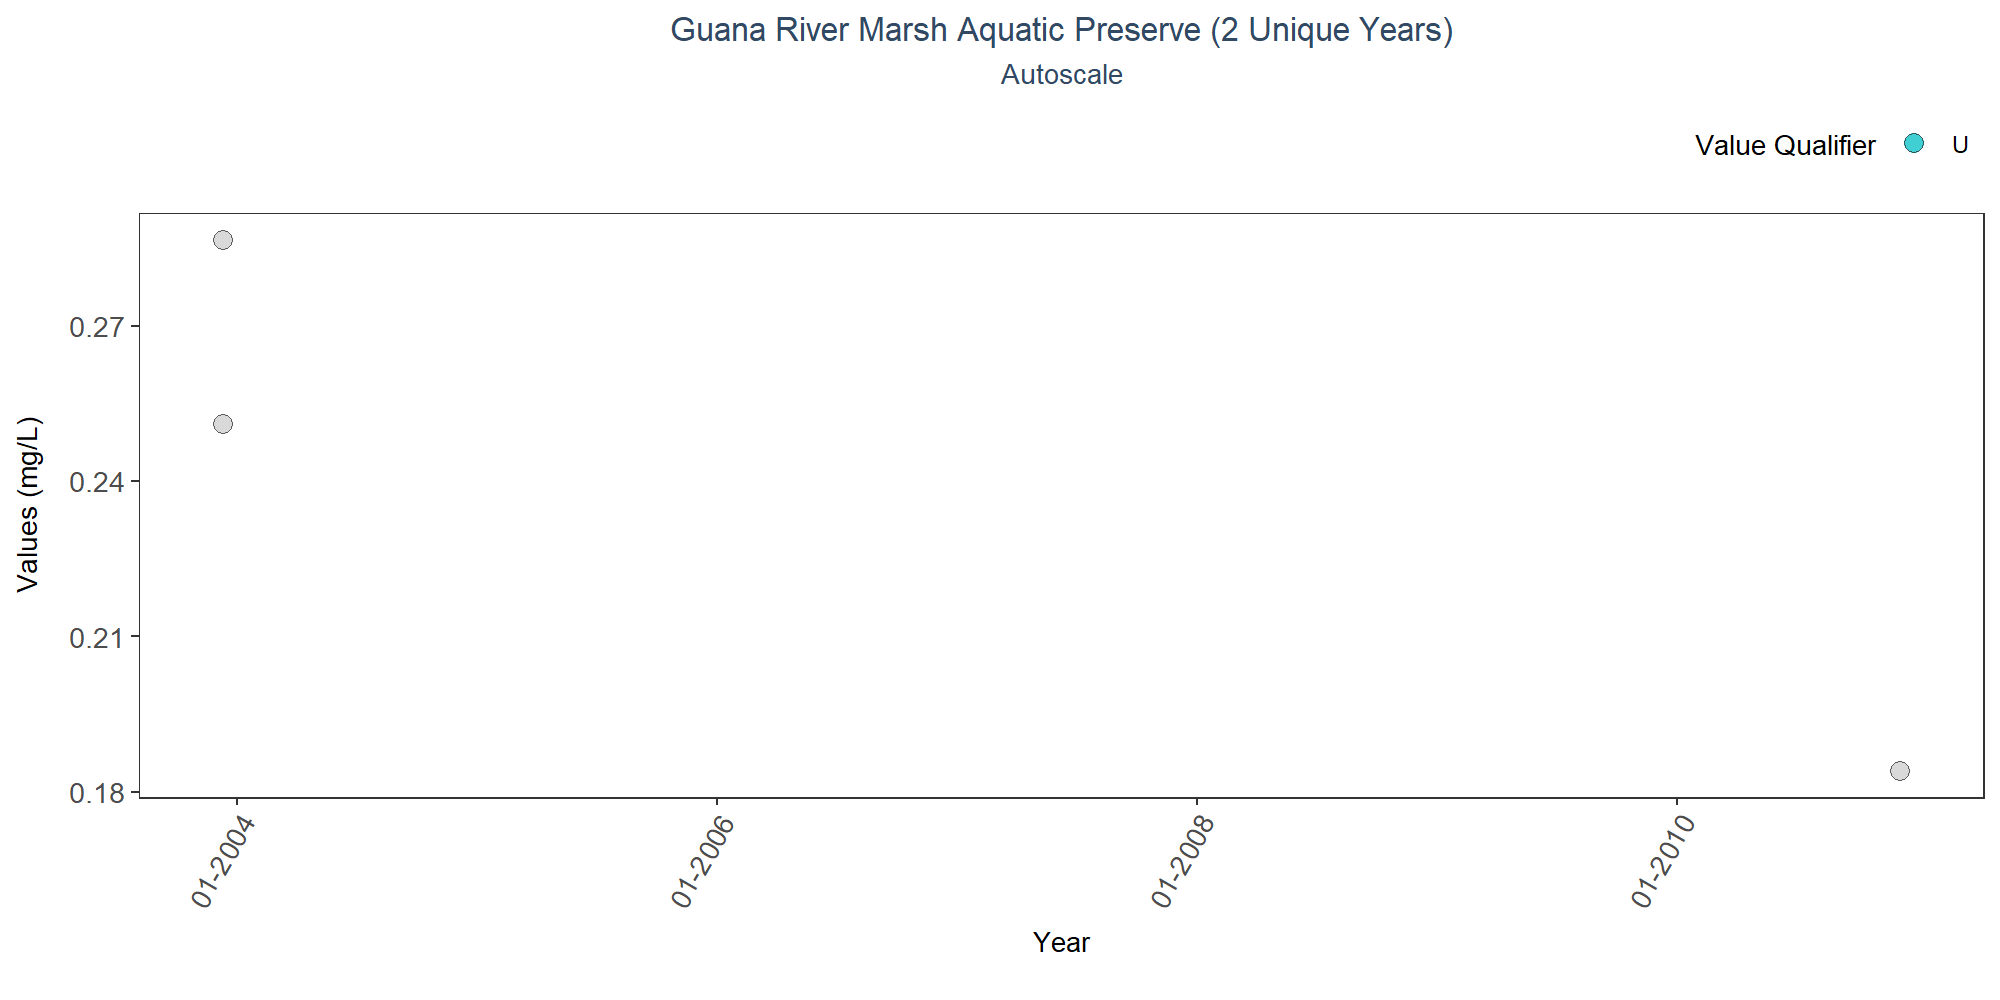 Guana River Marsh Aquatic Preserve (2 Unique Years)
Autoscale
Value Qualifier U
0.27
0.24
0.21
0.18
Values (mg/L)
01-2004
01-2006
01-2008
01-2010
Year